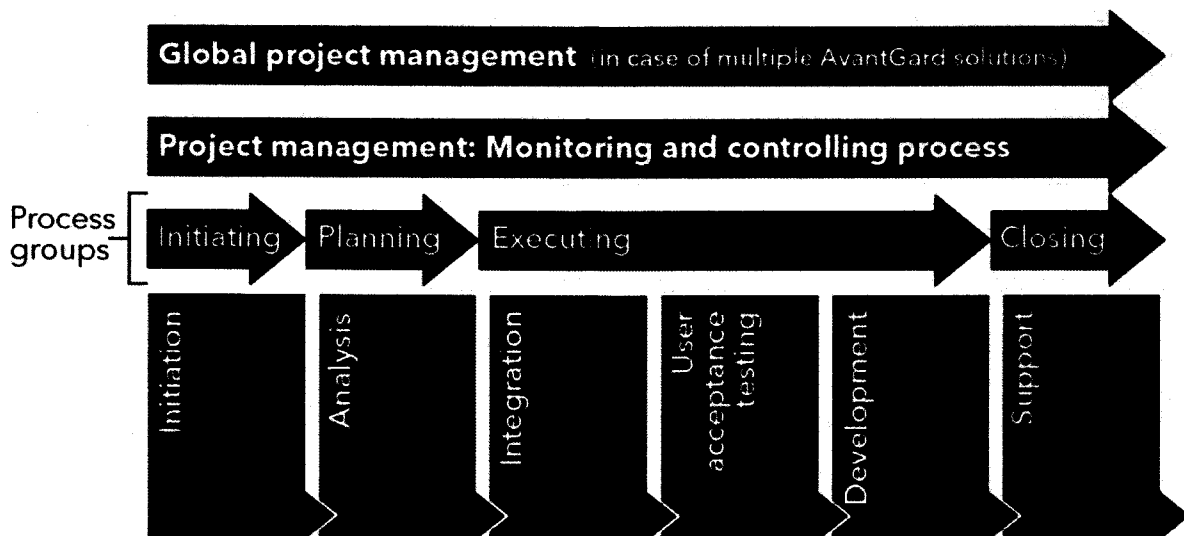 Global project management (in case of multiple AvantGard solutions)
Project management: Monitoring and controlling process
Process
groups
Initiating
Planning
Executing
Closing
Initiation
Analysis
Integration
User
acceptance
testing
Development
Support